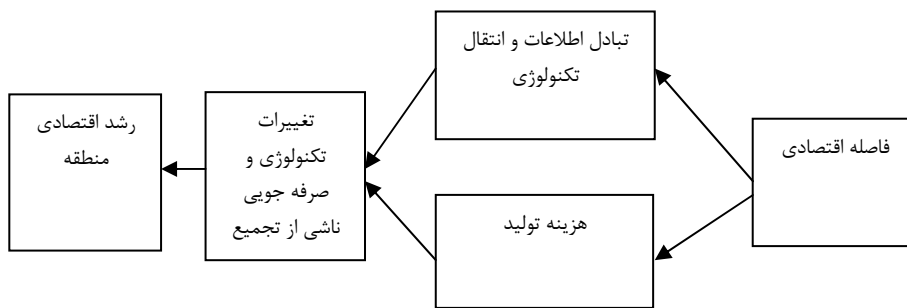 فاصله اقتصادی
تبادل اطلاعات و انتقال
تکنولوژی
هزینه تولید
تغییرات
تکنولوژی و
صرفه جویی
ناشی از تجمیع
رشد اقتصادی
منطقه